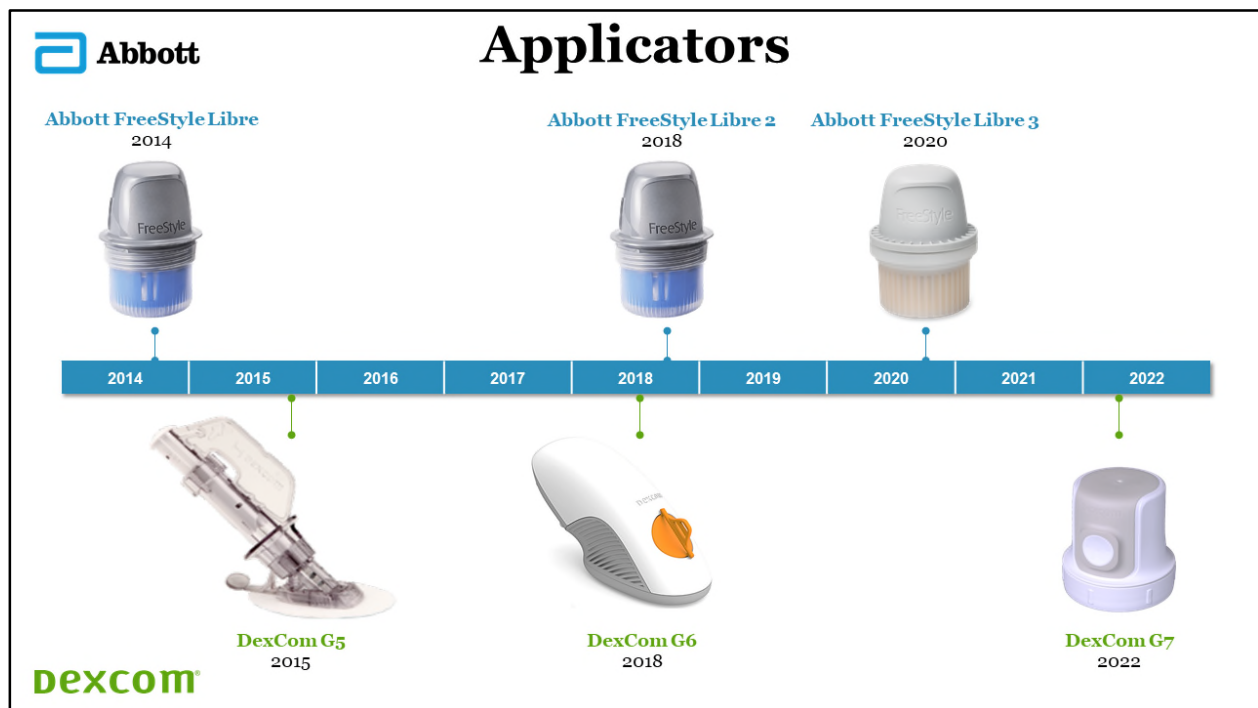 Abbott
Applicators
Abbott FreeStyle Libre
2014
Abbott FreeStyle Libre 2
2018
Abbott FreeStyle Libre 3
2020
FreeStyle
FreeStyle
FreeStyle
2014 2015 2016 2017 2018 2019 2020 2021 2022
DEXCOM
DexCom G5
2015
DexCom G6
2018
DexCom G7
2022
DEXCOM®